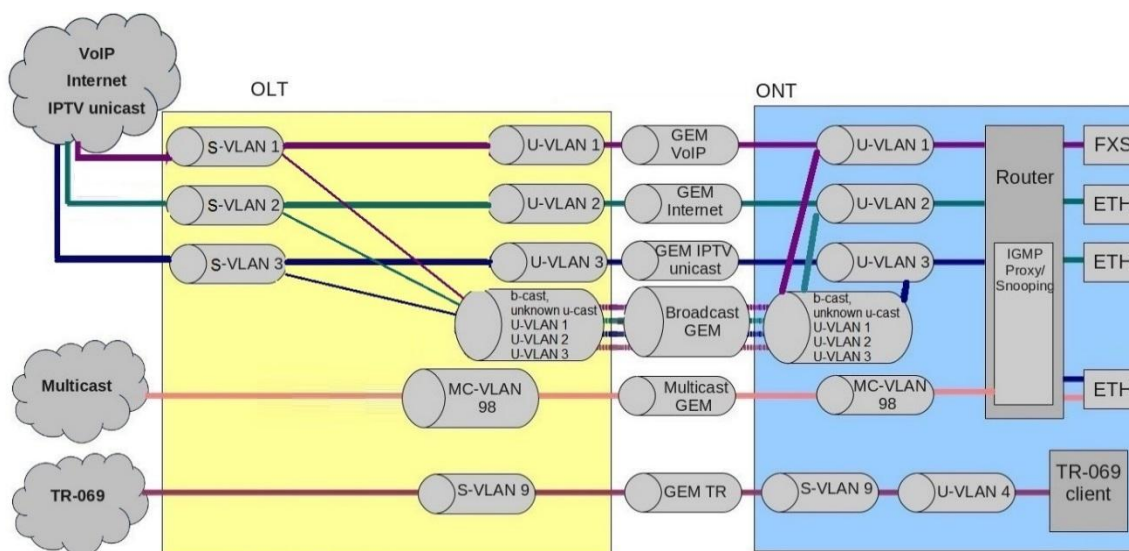 VoIP
Internet
IPTV unicast
OLT
ONT
S-VLAN 1
U-VLAN 1
GEM
VoIP
U-VLAN 1
FXS
Router
S-VLAN 2
U-VLAN 2
GEM
Internet
U-VLAN 2
ETH
S-VLAN 3
U-VLAN 3
GEM IPTV
unicast
U-VLAN 3
ETH
IGMP
Proxy/
Snooping
b-cast,
unknown u-cast
U-VLAN 1
U-VLAN 2
U-VLAN 3
Broadcast
GEM
b-cast,
unknown u-cast
U-VLAN 1
U-VLAN 2
U-VLAN 3
Multicast
MC-VLAN
98
Multicast
GEM
MC-VLAN
98
ETH
TR-069
S-VLAN 9
GEM TR
S-VLAN 9
U-VLAN 4
TR-069
client